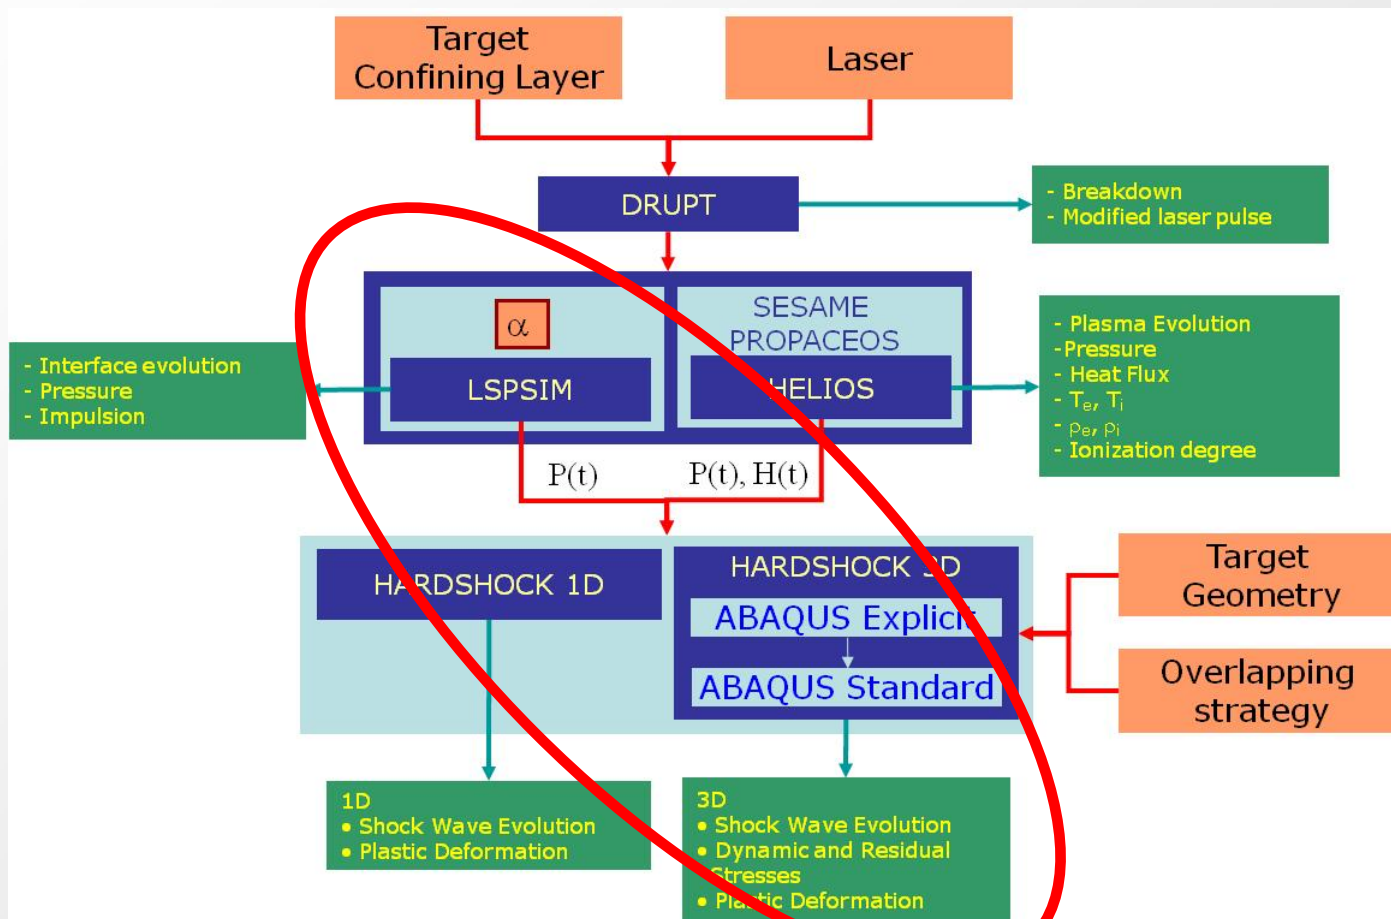 Target
Confining Layer
Laser
DRUPT
- Breakdown
- Modified laser pulse
α
LSPSIM
SESAME
PROPACEOS
HELIOS
- Interface evolution
- Pressure
- Impulsion
- Plasma Evolution
-Pressure
- Heat Flux
- Te, Ti
- ρe, ρi
- Ionization degree
P(t)
P(t), H(t)
HARDSHOCK 1D
HARDSHOCK 3D
ABAQUS Explicit
ABAQUS Standard
Target
Geometry
Overlapping
strategy
1D
• Shock Wave Evolution
• Plastic Deformation
3D
• Shock Wave Evolution
• Dynamic and Residual
Stresses
• Plastic Deformation